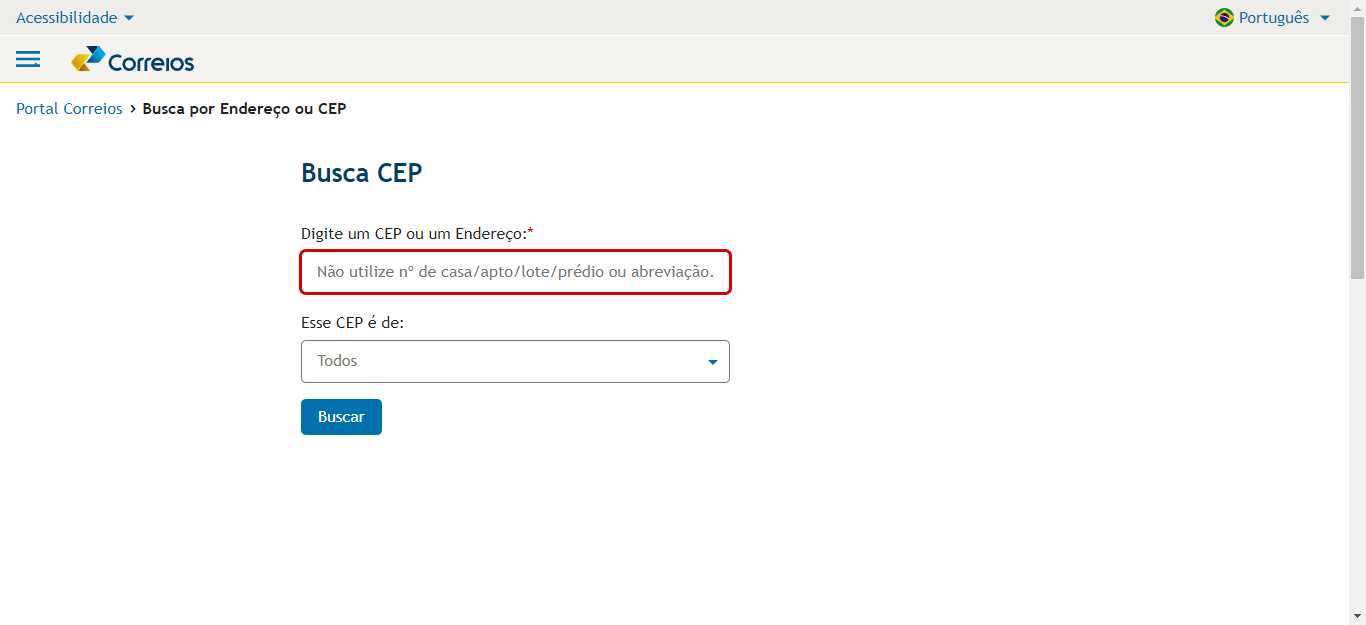 Acessibilidade
Português
Correios
Portal Correios > Busca por Endereço ou CEP
Busca CEP
Digite um CEP ou um Endereço:*
Não utilize nº de casa/apto/lote/prédio ou abreviação.
Esse CEP é de:
Todos
Buscar